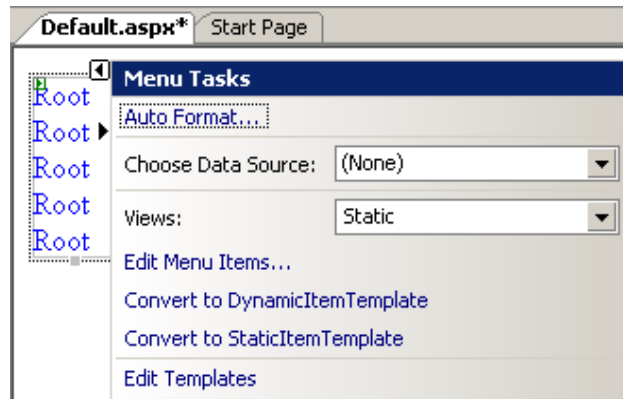 Default.aspx* Start Page
Menu Tasks
Root
Auto Format...
Root
Choose Data Source: (None)
Root
Root
Views: Static
Root
Edit Menu Items...
Convert to DynamicItemTemplate
Convert to StaticItemTemplate
Edit Templates